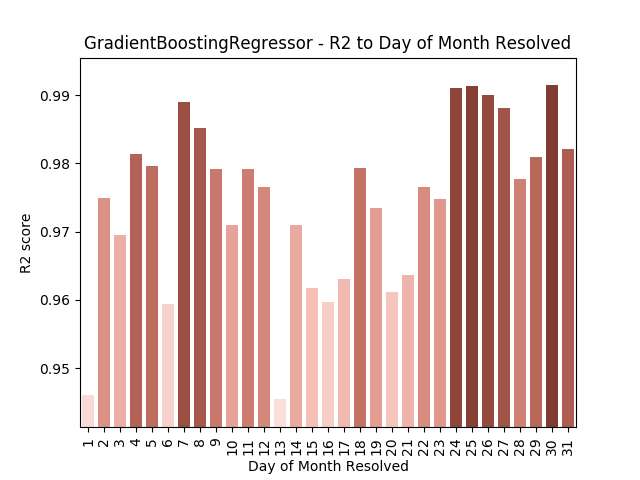 GradientBoostingRegressor - R2 to Day of Month Resolved
0.99
0.98
0.97
0.96
0.95
R2 score
1 2 3 4 5 6 7 8 9 10 11 12 13 14 15 16 17 18 19 20 21 22 23 24 25 26 27 28 29 30 31
Day of Month Resolved